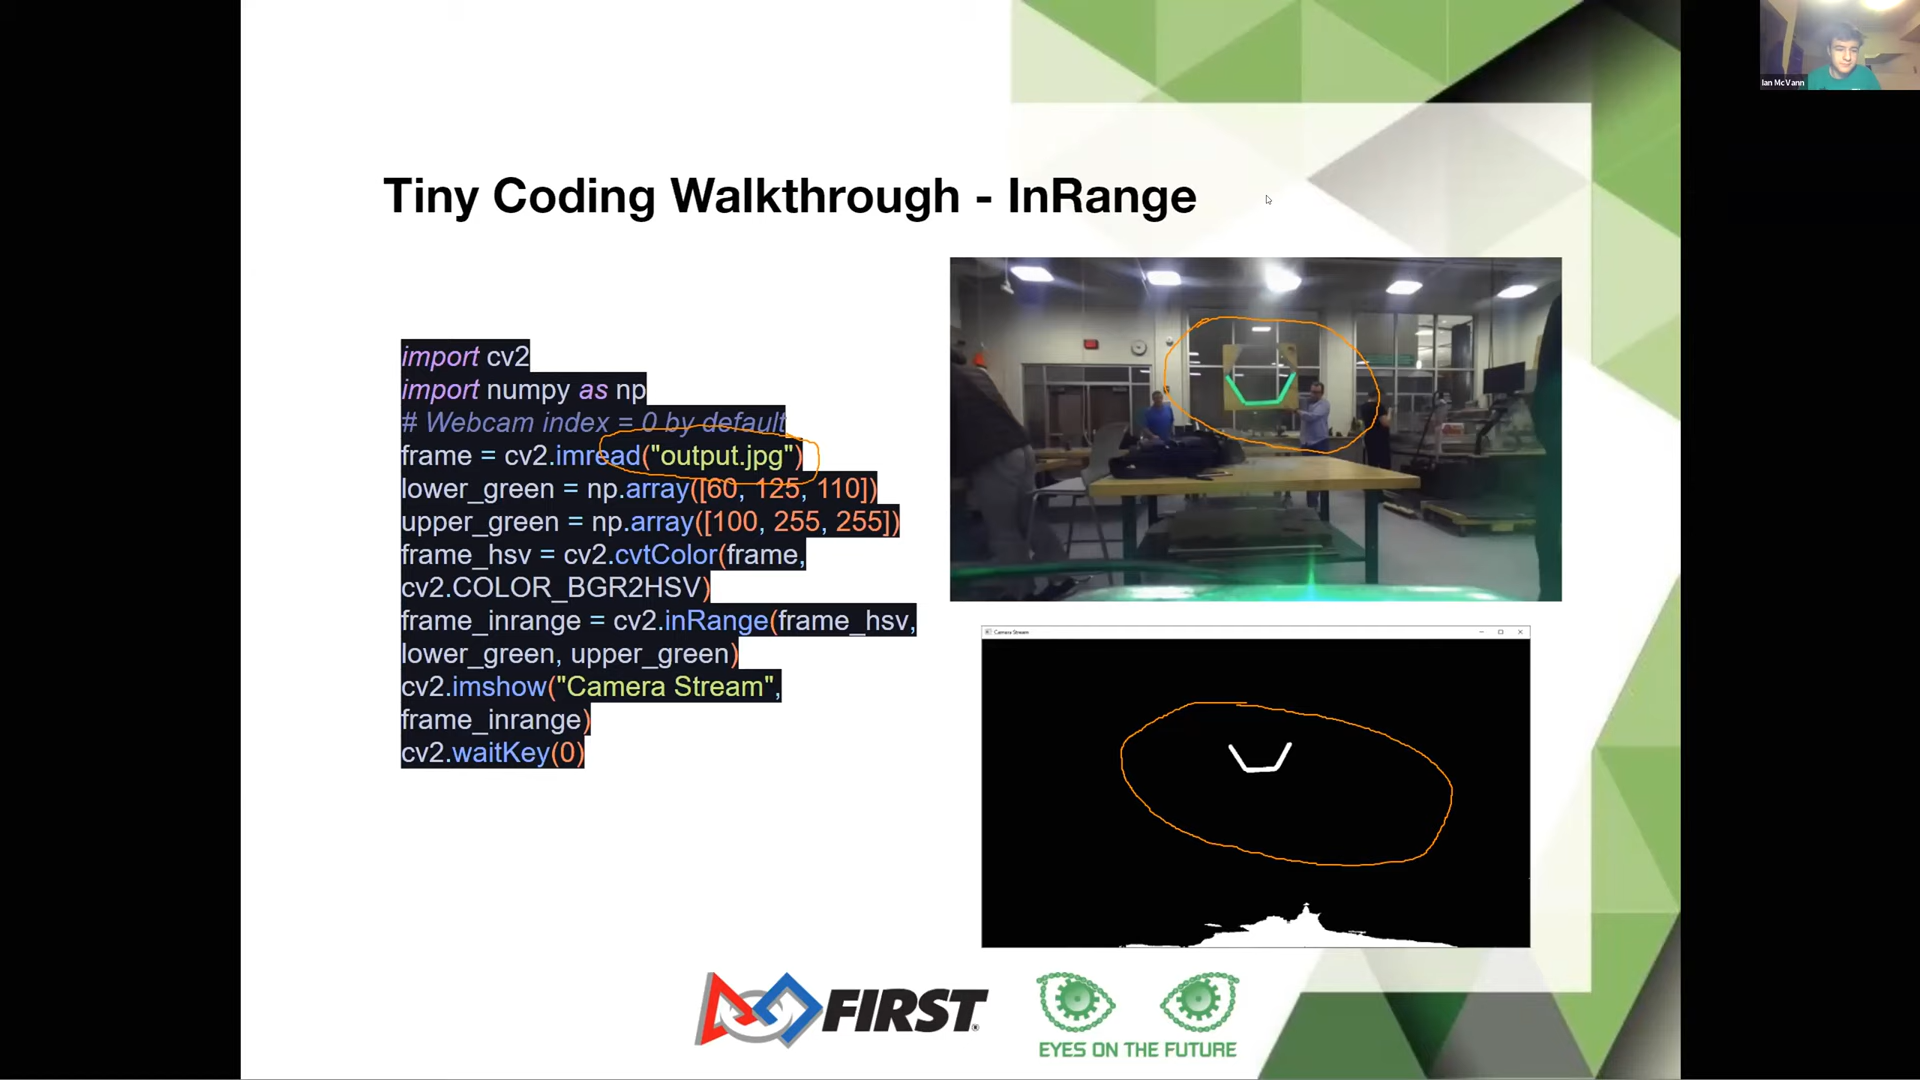 Ian McVann
Tiny Coding Walkthrough - InRange
import cv2
import numpy as np
# Webcam index = 0 by default
frame = cv2.imread("output.jpg")
lower_green = np.array([60, 125, 110])
upper_green = np.array([100, 255, 255])
frame_hsv = cv2.cvtColor(frame,
cv2.COLOR_BGR2HSV)
frame_inrange = cv2.inRange(frame_hsv,
lower_green, upper_green)
cv2.imshow("Camera Stream",
frame_inrange)
cv2.waitKey(0)
Camera Stream
FIRST
EYES ON THE FUTURE